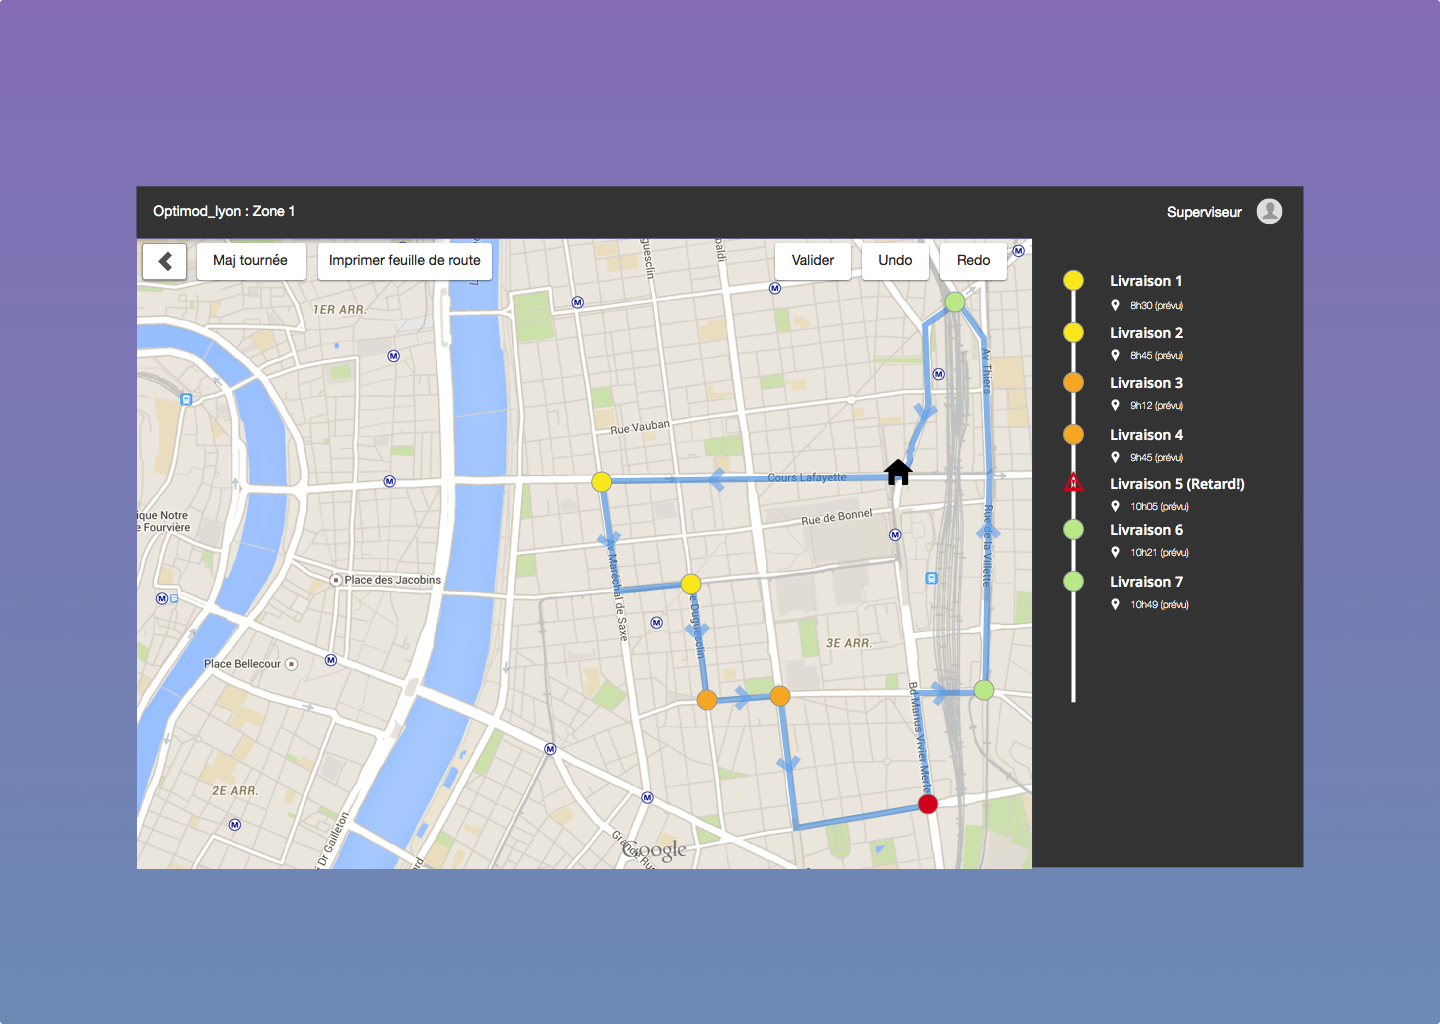 Optimod_lyon : Zone 1
Superviseur
Maj tournée
Imprimer feuille de route
Valider
Undo
Redo
Livraison 1
8h30 (prévu)
Livraison 2
8h45 (prévu)
Livraison 3
9h12 (prévu)
Livraison 4
9h45 (prévu)
Livraison 5 (Retard!)
10h05 (prévu)
Livraison 6
10h21 (prévu)
Livraison 7
10h49 (prévu)
guesclin
paldi
M
M
M
1ER ARR.
M
M
Av Thiers
Rue Vauban
M
Cours Lafayette
ique Notre
e Fourvière
Rue de Bonnel
Rue de la Villette
M
Av. Maréchal de Saxe
Place des Jacobins
e Duguesclin
M
M
3E ARR.
Place Bellecour
M
Bd Marius Vivier Merle
M
2E ARR.
M
M
Dr Gailleton
Grande Rue
Google